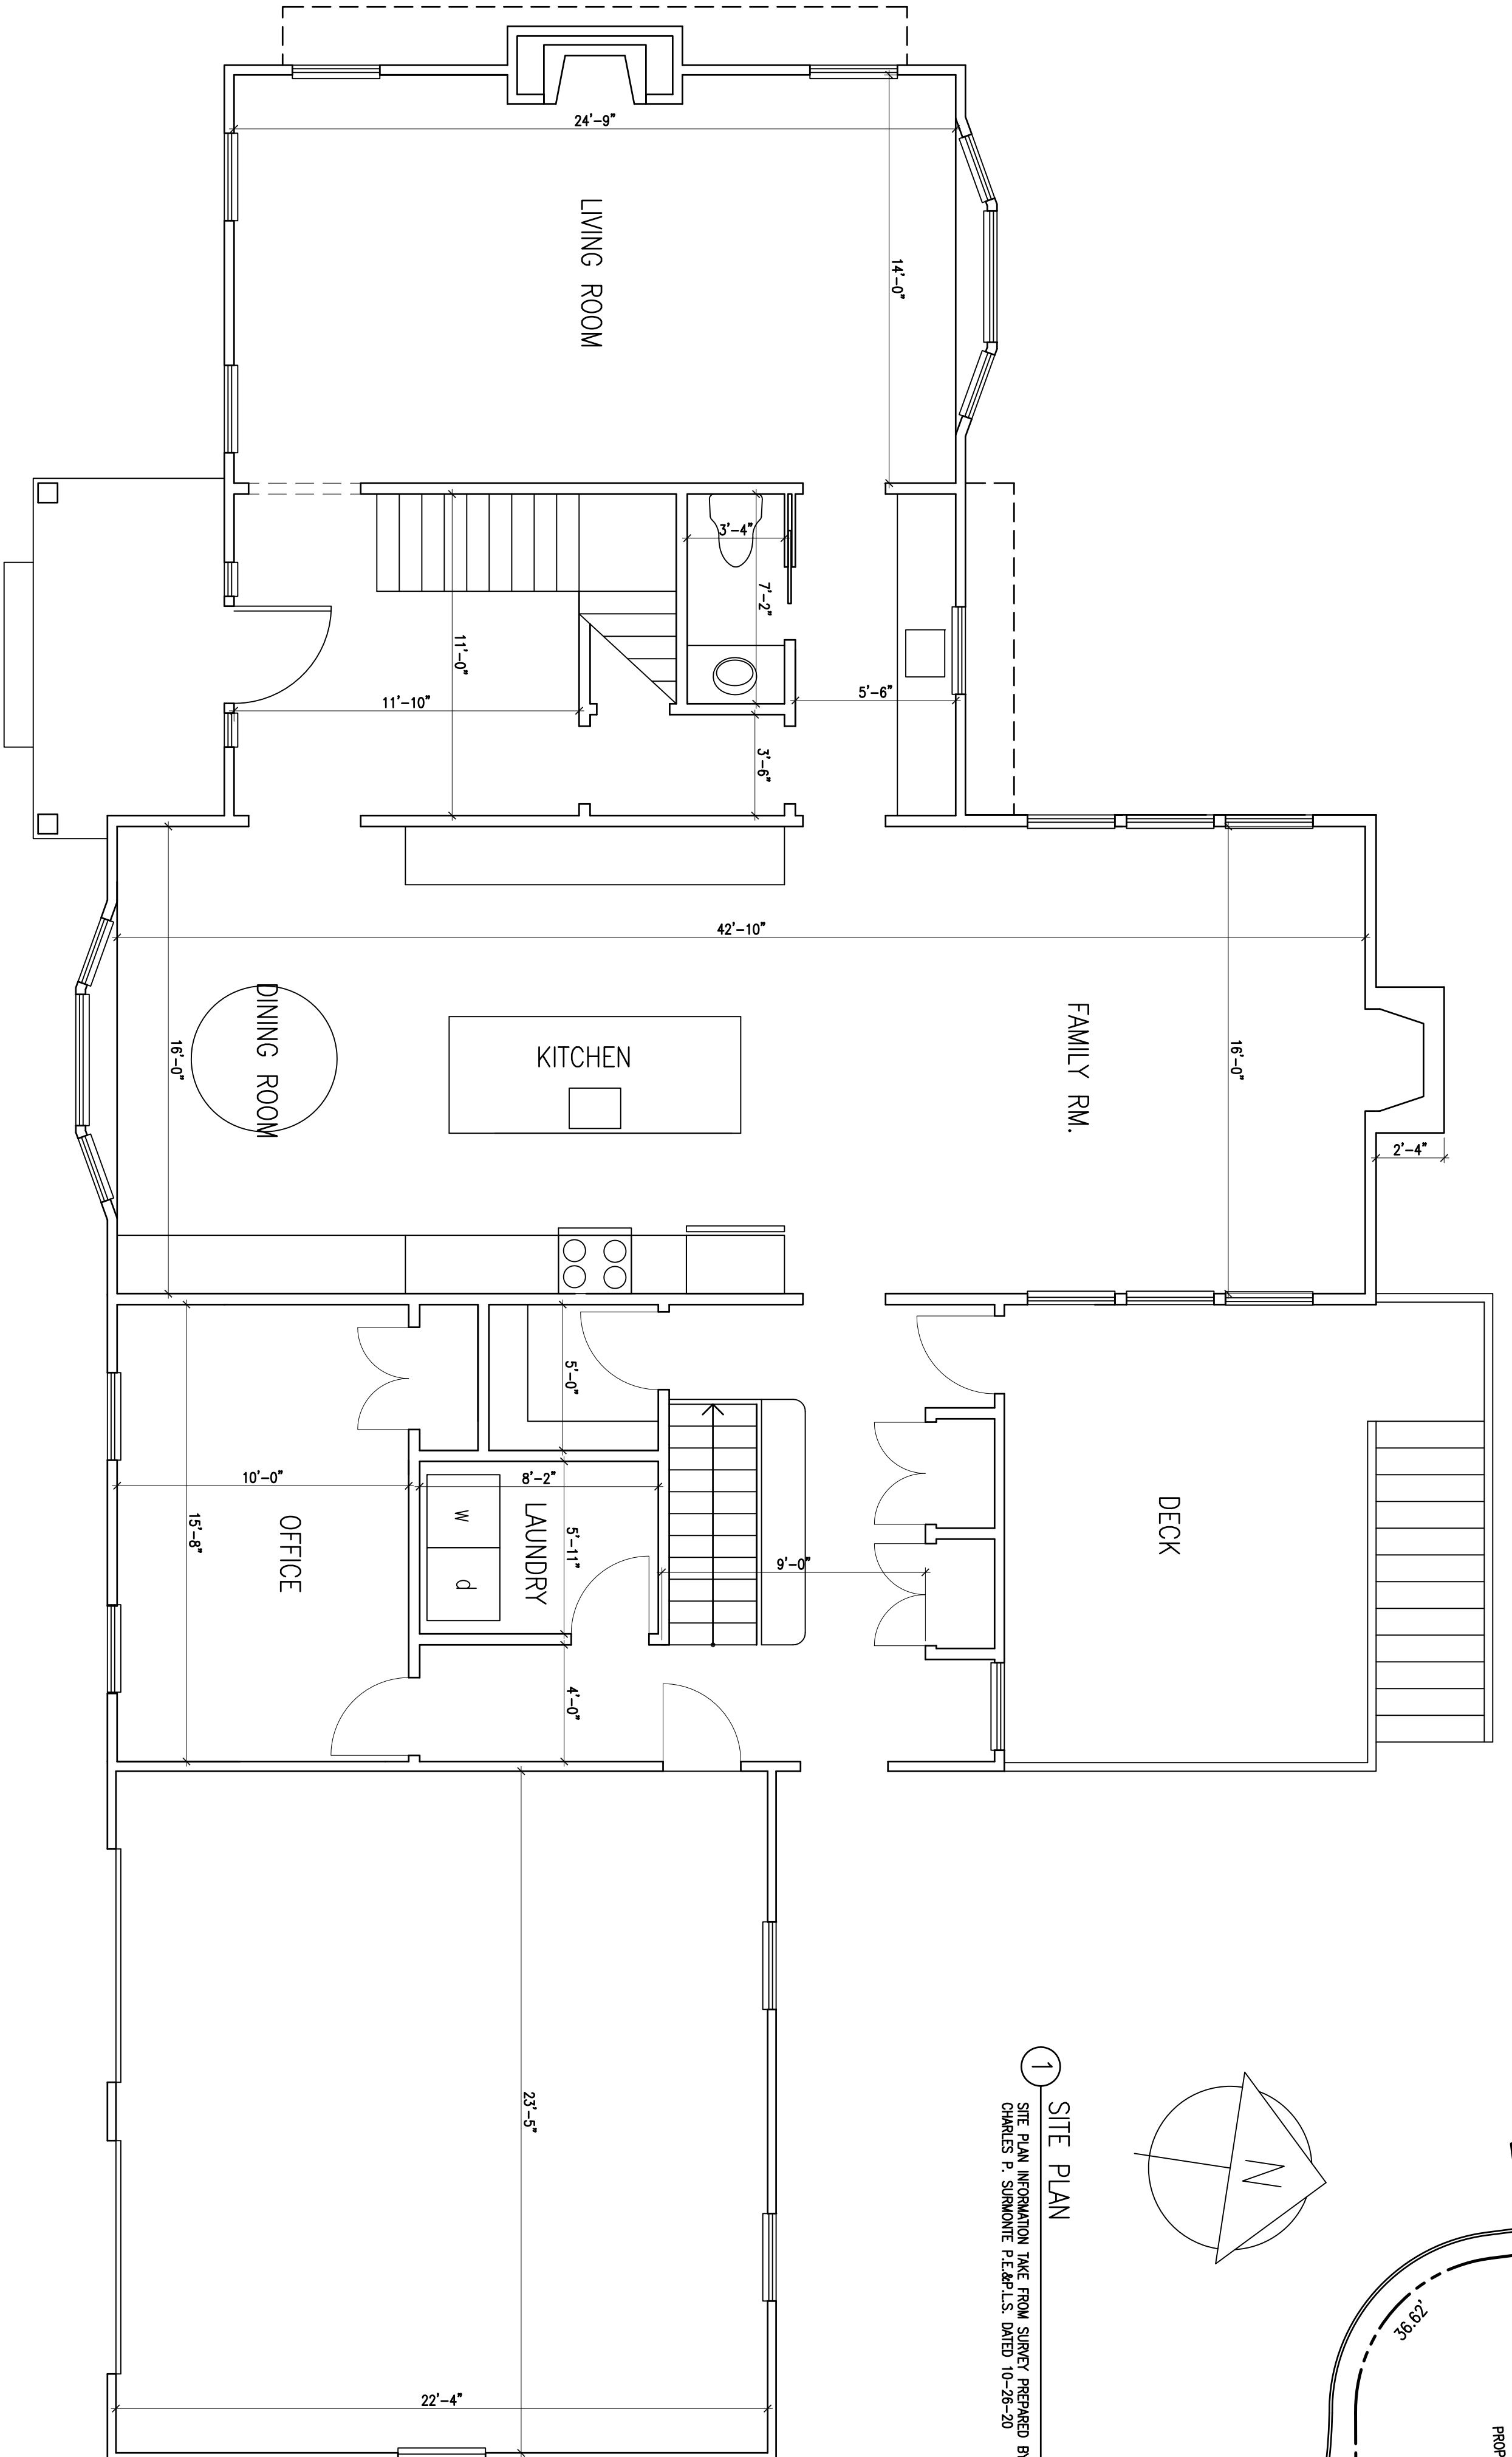 24'-9"
LIVING ROOM
14'-0"
3'-4"
7'-2"
11'-0"
11'-10"
5'-6"
3'-6"
42'-10"
DINING ROOM
16'-0"
KITCHEN
FAMILY RM.
16'-0"
2'-4"
5'-0"
10'-0"
8'-2"
15'-8"
OFFICE
w
d
LAUNDRY
5'-11"
9'-0"
DECK
4'-0"
23'-5"
22'-4"
1
SITE PLAN
SITE PLAN INFORMATION TAKE FROM SURVEY PREPARED BY
CHARLES P. SURMONTE P.E.&P.L.S. DATED 10-26-20
N
36.62'
PROP